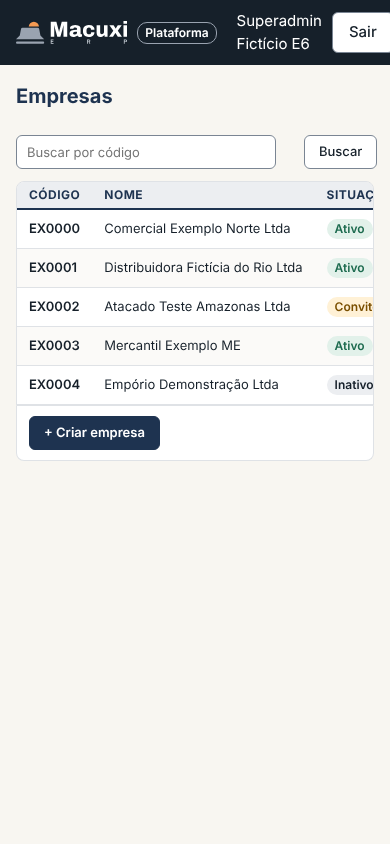 Macuxi
E R P
Plataforma
Superadmin
Fictício E6
Sair
Empresas
Buscar por código
Buscar
CÓDIGO NOME SITUAÇ
EX0000 Comercial Exemplo Norte Ltda Ativo
EX0001 Distribuidora Fictícia do Rio Ltda Ativo
EX0002 Atacado Teste Amazonas Ltda Convit
EX0003 Mercantil Exemplo ME Ativo
EX0004 Empório Demonstração Ltda Inativo
+ Criar empresa